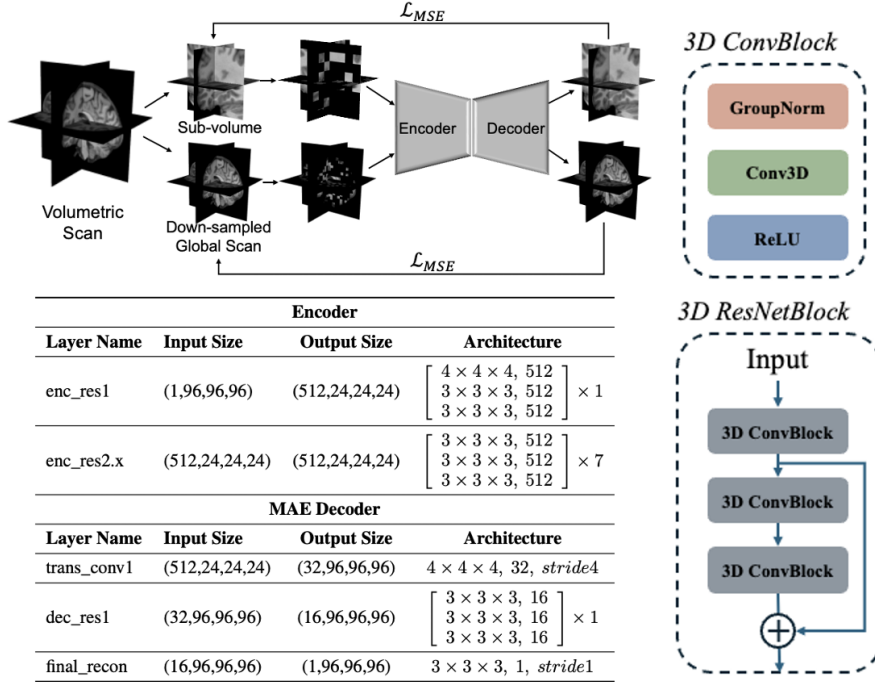 ℒ_MSE
Sub-volume
Volumetric
Scan
Down-sampled
Global Scan
Encoder
Decoder
ℒ_MSE
3D ConvBlock
GroupNorm
Conv3D
ReLU
Encoder
Layer Name Input Size Output Size Architecture
enc_res1 (1,96,96,96) (512,24,24,24) [ 4 × 4 × 4, 512
3 × 3 × 3, 512
3 × 3 × 3, 512 ] × 1
enc_res2.x (512,24,24,24) (512,24,24,24) [ 3 × 3 × 3, 512
3 × 3 × 3, 512
3 × 3 × 3, 512 ] × 7
MAE Decoder
Layer Name Input Size Output Size Architecture
trans_conv1 (512,24,24,24) (32,96,96,96) 4 × 4 × 4, 32, stride4
dec_res1 (32,96,96,96) (16,96,96,96) [ 3 × 3 × 3, 16
3 × 3 × 3, 16
3 × 3 × 3, 16 ] × 1
final_recon (16,96,96,96) (1,96,96,96) 3 × 3 × 3, 1, stride1
3D ResNetBlock
Input
3D ConvBlock
3D ConvBlock
3D ConvBlock
+